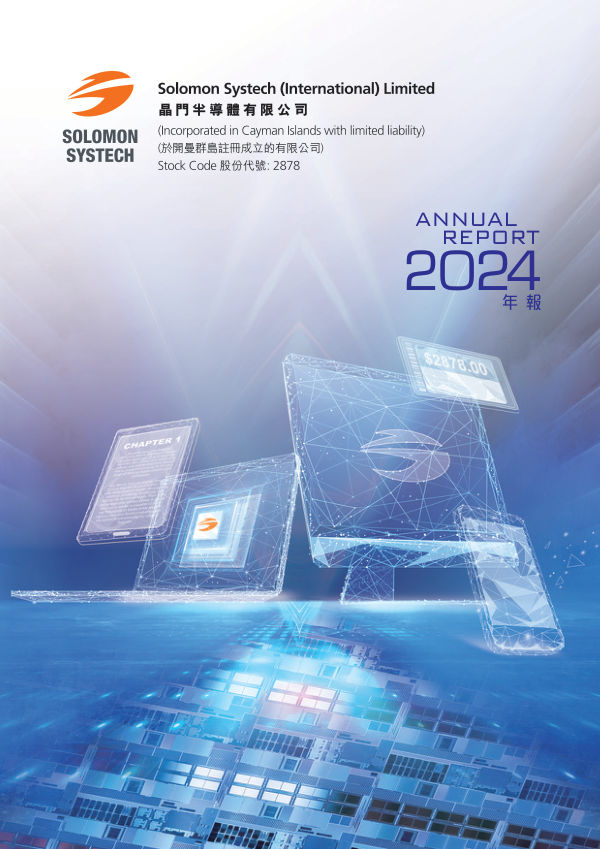 SOLOMON
SYSTECH
Solomon Systech (International) Limited
晶門半導體有限公司
(Incorporated in Cayman Islands with limited liability)
(於開曼群島註冊成立的有限公司)
Stock Code 股份代號: 2878
ANNUAL
REPORT
2024
年報
$2878.00
CHAPTER 1